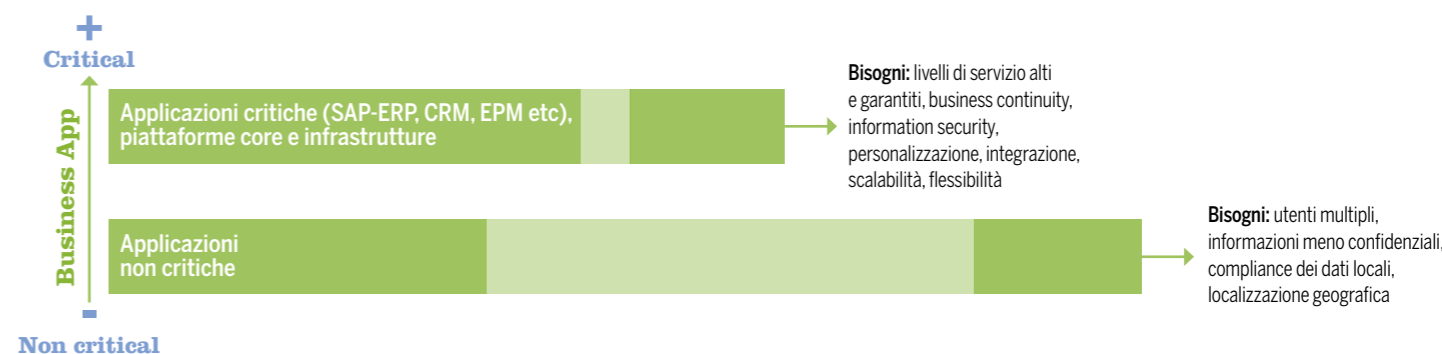 +
Critical
Business App
Applicazioni critiche (SAP-ERP, CRM, EPM etc),
piattaforme core e infrastrutture
Bisogni: livelli di servizio alti
e garantiti, business continuity,
information security,
personalizzazione, integrazione,
scalabilità, flessibilità
Applicazioni
non critiche
Bisogni: utenti multipli,
informazioni meno confidenziali,
compliance dei dati locali,
localizzazione geografica
-
Non critical